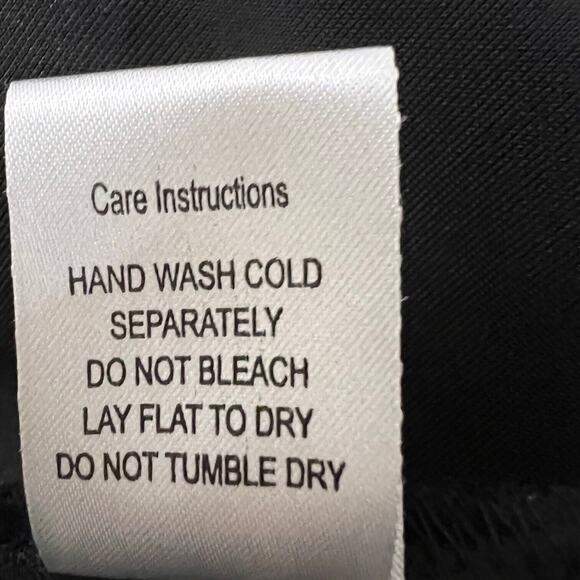 Care Instructions
HAND WASH COLD
SEPARATELY
DO NOT BLEACH
LAY FLAT TO DRY
DO NOT TUMBLE DRY